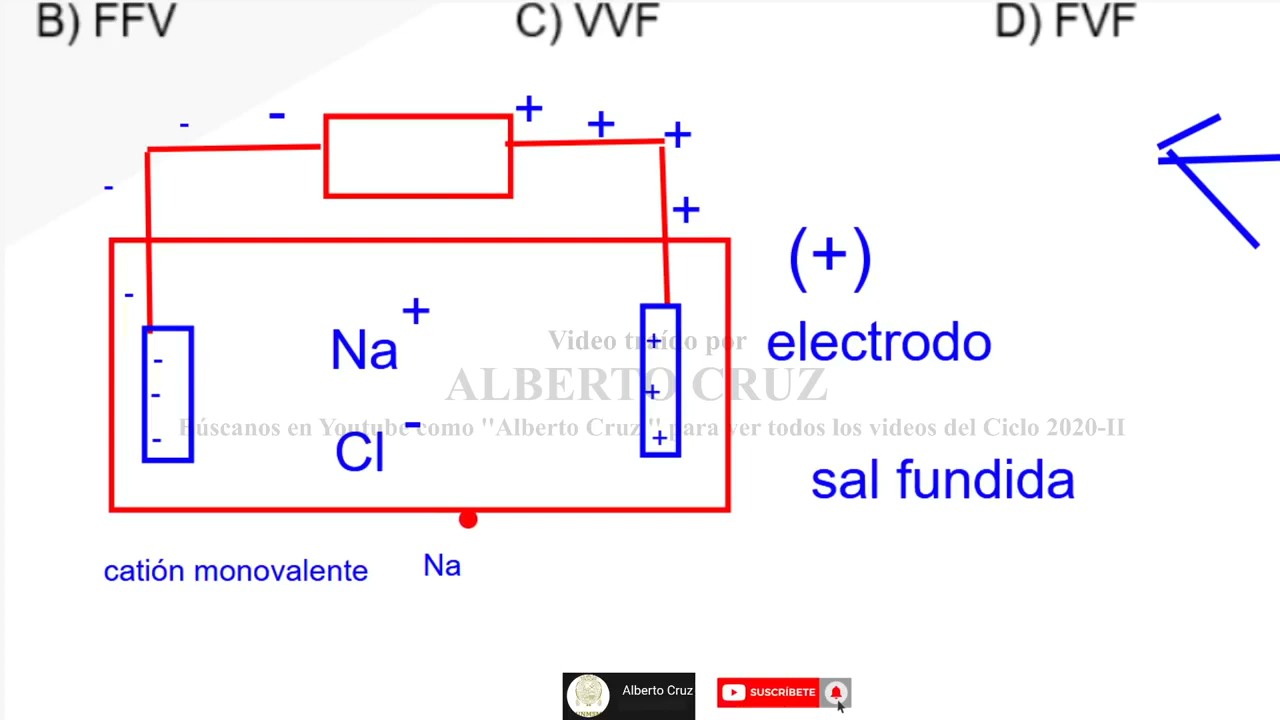 B) FFV C) VVF D) FVF
- - + + +
- +
(+)
-
Na+
electrodo
Video traído por
ALBERTO CRUZ
Búscanos en Youtube como "Alberto Cruz" para ver todos los videos del Ciclo 2020-II
- - -
+ + +
Cl-
sal fundida
catión monovalente Na
Alberto Cruz
SUSCRÍBETE